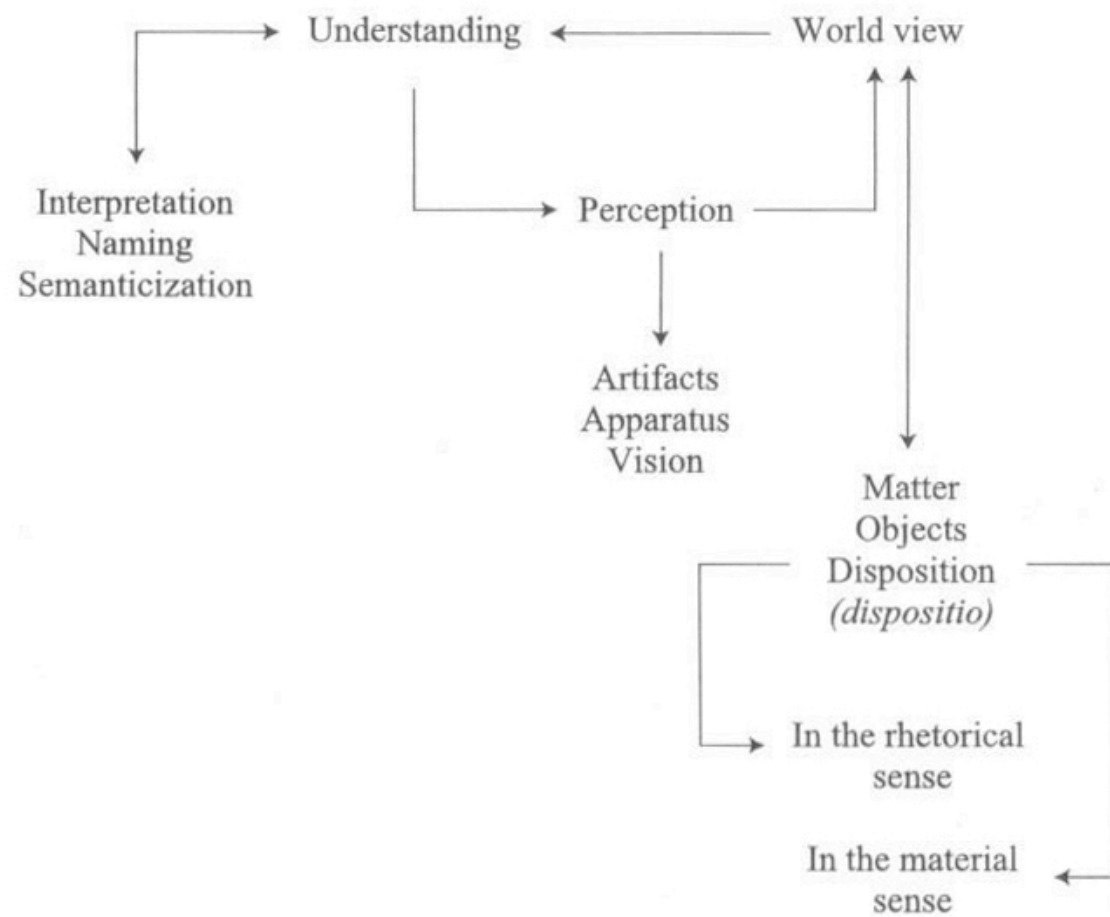 Understanding
World view
Interpretation
Naming
Semanticization
Perception
Artifacts
Apparatus
Vision
Matter
Objects
Disposition
(dispositio)
In the rhetorical
sense
In the material
sense